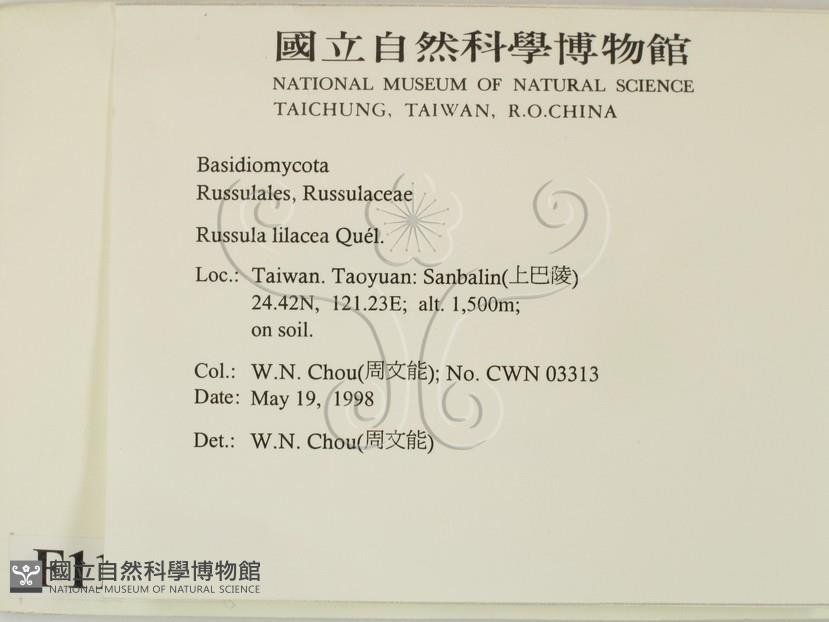 國立自然科學博物館
NATIONAL MUSEUM OF NATURAL SCIENCE
TAICHUNG, TAIWAN, R.O.CHINA
Basidiomycota
Russulales, Russulaceae
Russula lilacea Quél.
Loc.: Taiwan. Taoyuan: Sanbalin(上巴陵)
24.42N, 121.23E; alt. 1,500m;
on soil.
Col.: W.N. Chou(周文能); No. CWN 03313
Date: May 19, 1998
Det.: W.N. Chou(周文能)
國立自然科學博物館
NATIONAL MUSEUM OF NATURAL SCIENCE